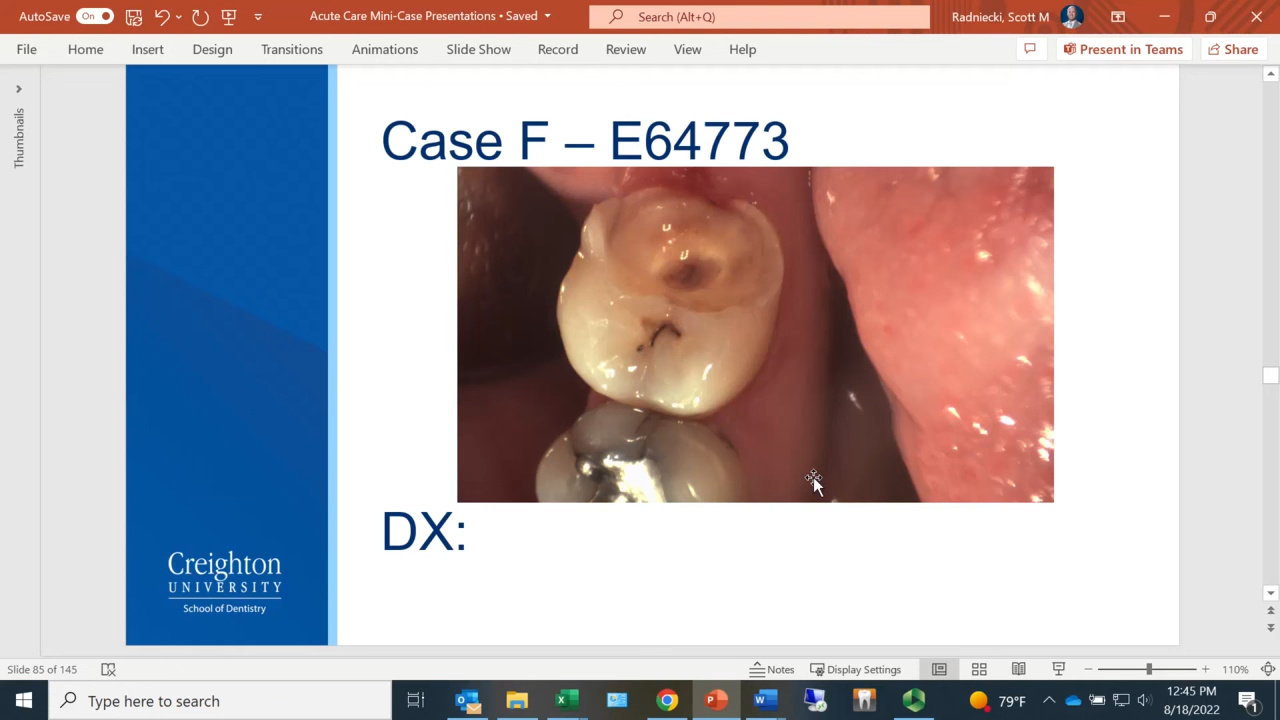 AutoSave On Acute Care Mini-Case Presentations • Saved Search (Alt+Q) Radniecki, Scott M
File Home Insert Design Transitions Animations Slide Show Record Review View Help Present in Teams Share
Thumbnails
Case F – E64773
DX:
Creighton
UNIVERSITY
School of Dentistry
Slide 85 of 145 Notes Display Settings 110%
Type here to search 79°F 12:45 PM
8/18/2022 1